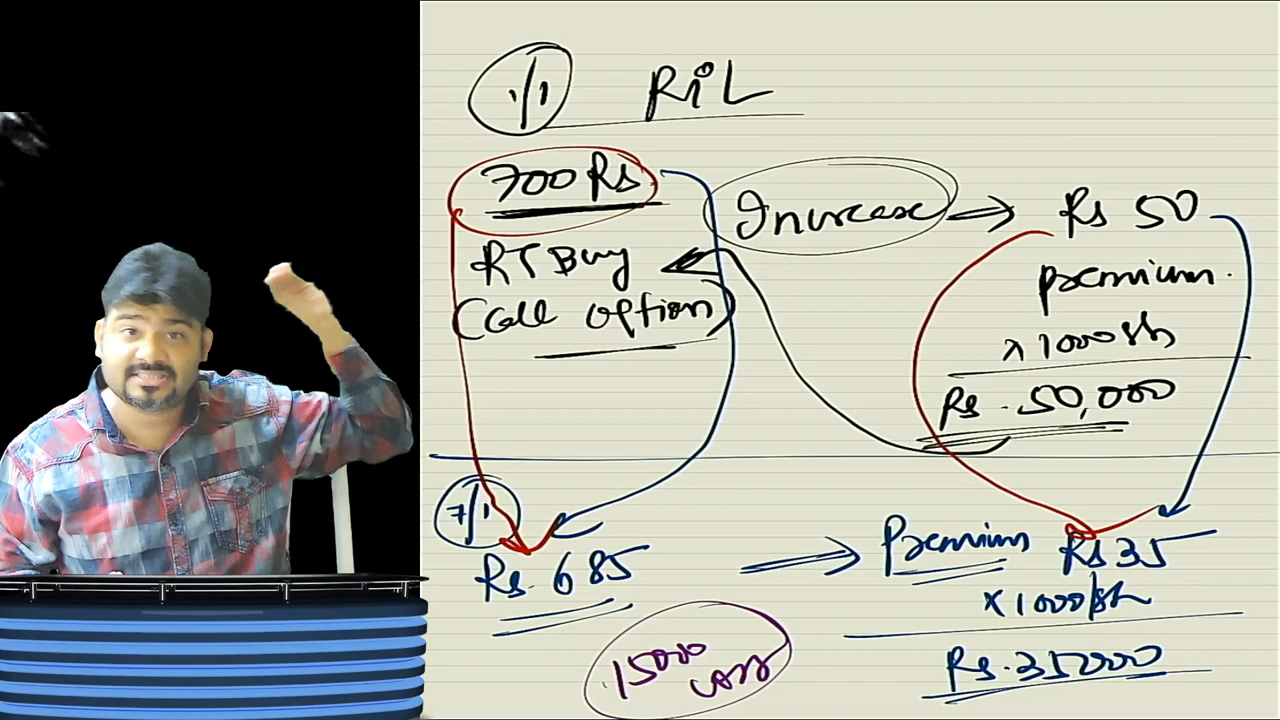 1/1 RiL
700 Rs. Increase ⇒ Rs 50
RT Buy premium.
(Call option) x 1000 sh
Rs. 50,000
7/1
Rs. 685 ⇒ Premium Rs 35
x 1000/sh
15000 loss Rs. 35000